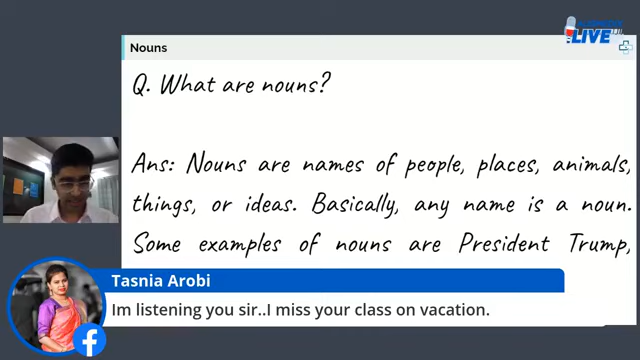 LIVE
Nouns
Q. What are nouns?
Ans: Nouns are names of people, places, animals,
things, or ideas. Basically, any name is a noun.
Some examples of nouns are President Trump,
Tasnia Arobi
Im listening you sir..I miss your class on vacation.